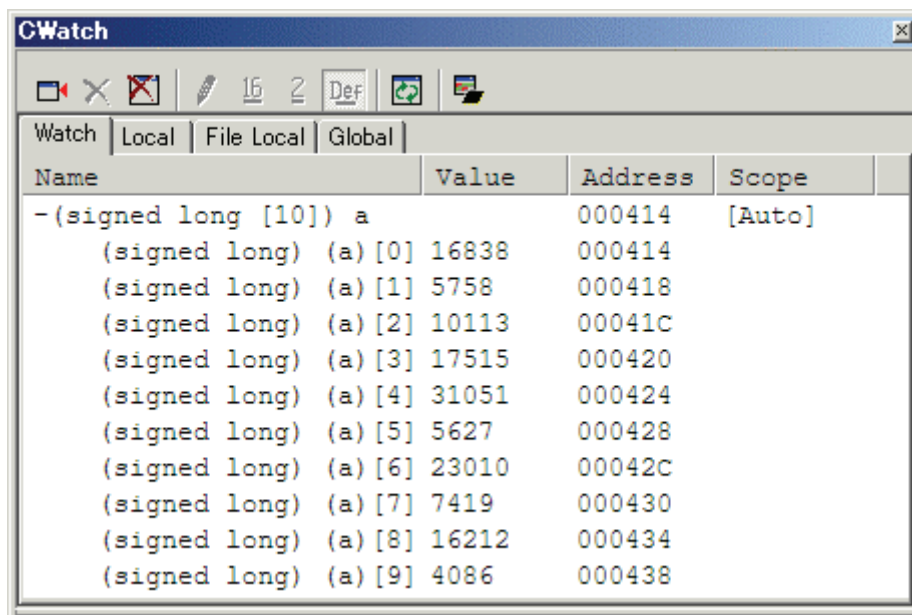 CWatch
16 2 Def
Watch Local File Local Global
Name Value Address Scope
-(signed long [10]) a 000414 [Auto]
(signed long) (a)[0] 16838 000414
(signed long) (a)[1] 5758 000418
(signed long) (a)[2] 10113 00041C
(signed long) (a)[3] 17515 000420
(signed long) (a)[4] 31051 000424
(signed long) (a)[5] 5627 000428
(signed long) (a)[6] 23010 00042C
(signed long) (a)[7] 7419 000430
(signed long) (a)[8] 16212 000434
(signed long) (a)[9] 4086 000438